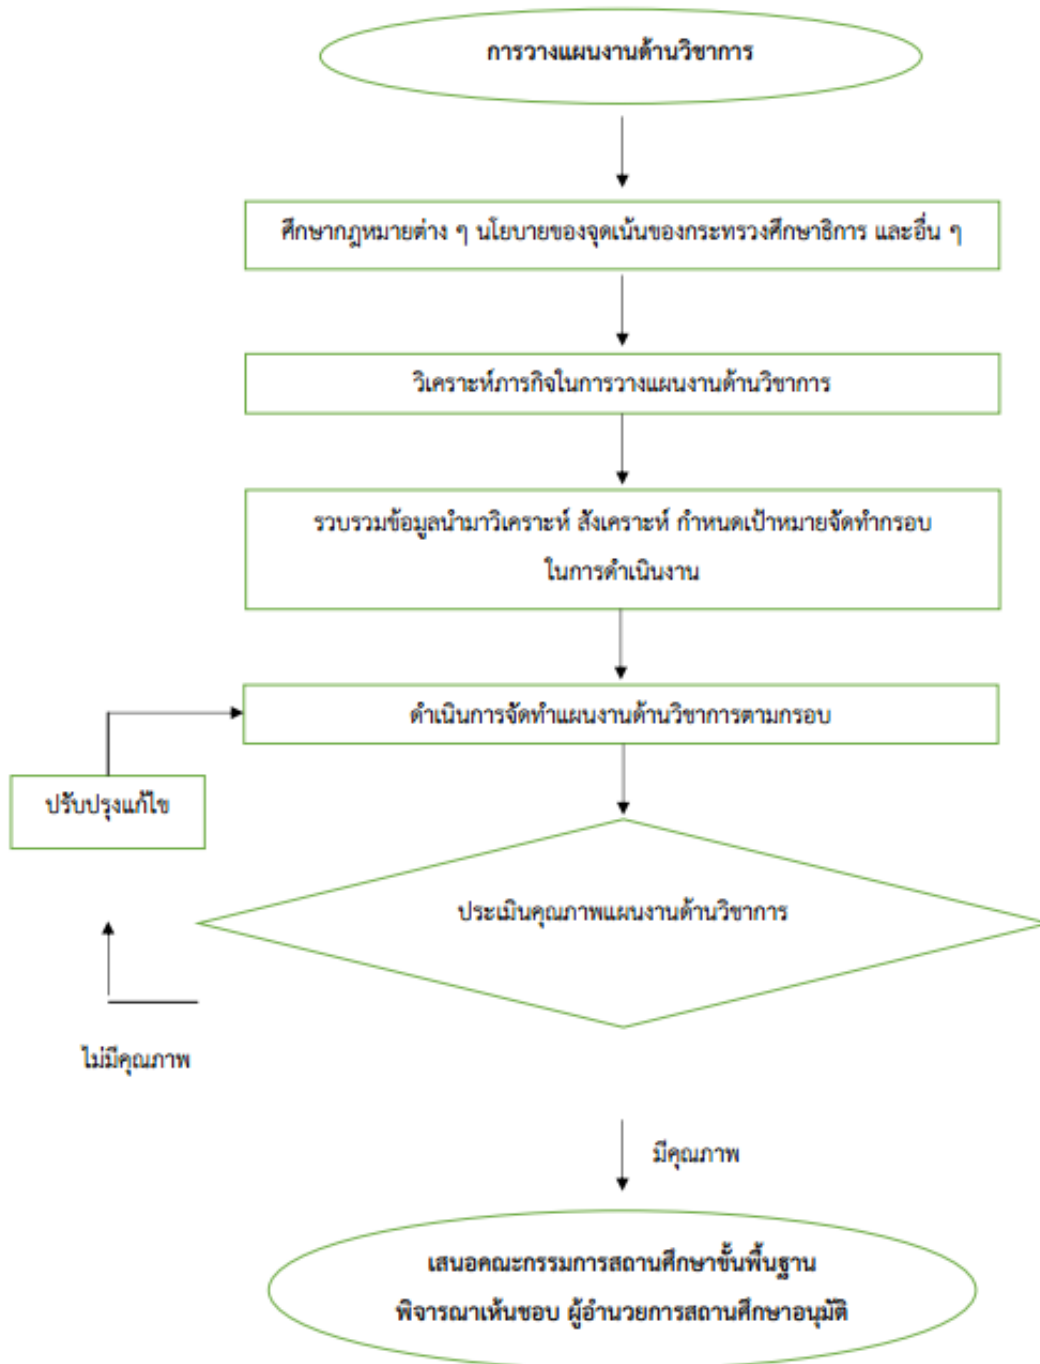 การวางแผนงานด้านวิชาการ
ศึกษากฎหมายต่าง ๆ นโยบายของจุดเน้นของกระทรวงศึกษาธิการ และอื่น ๆ
วิเคราะห์ภารกิจในการวางแผนงานด้านวิชาการ
รวบรวมข้อมูลนำมาวิเคราะห์ สังเคราะห์ กำหนดเป้าหมายจัดทำกรอบ
ในการดำเนินงาน
ดำเนินการจัดทำแผนงานด้านวิชาการตามกรอบ
ปรับปรุงแก้ไข
ประเมินคุณภาพแผนงานด้านวิชาการ
ไม่มีคุณภาพ
มีคุณภาพ
เสนอคณะกรรมการสถานศึกษาขั้นพื้นฐาน
พิจารณาเห้นชอบ ผู้อำนวยการสถานศึกษาอนุมัติ